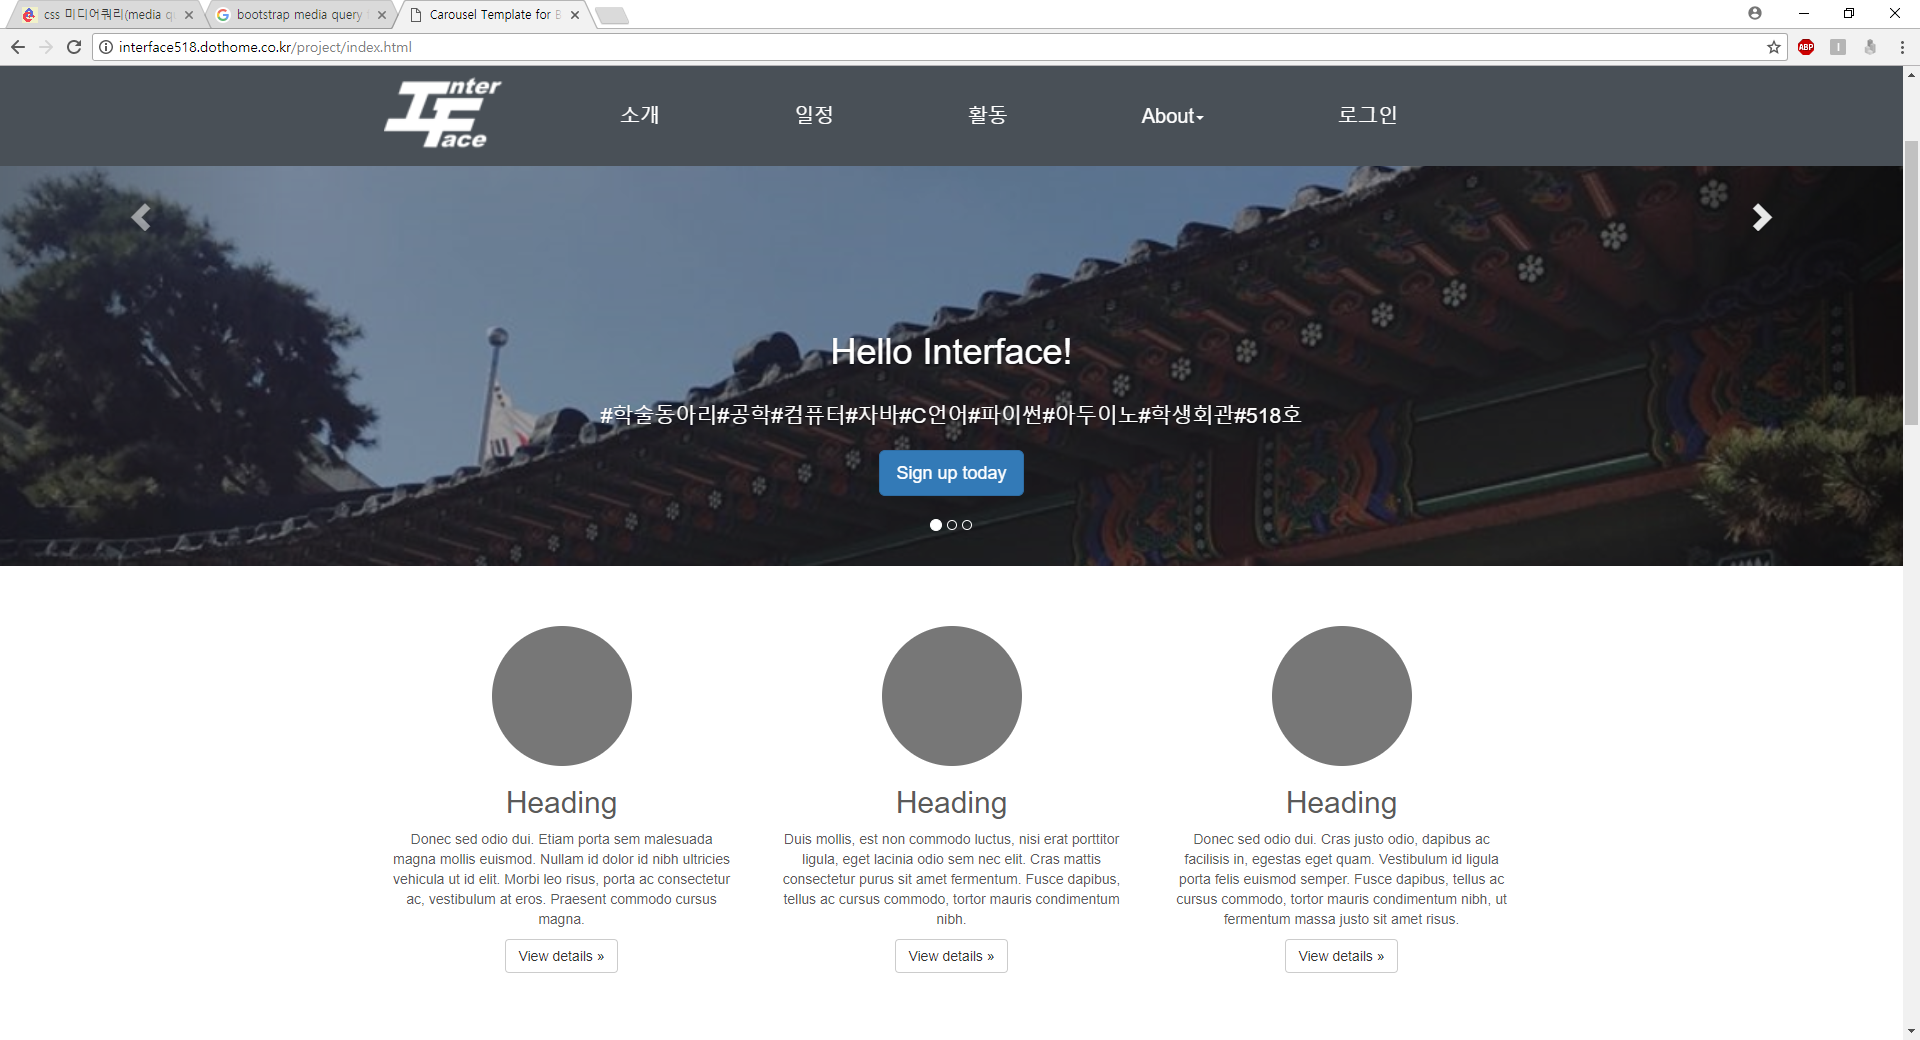 css 미디어쿼리(media q
bootstrap media query
Carousel Template for B
interface518.dothome.co.kr/project/index.html
ABP
Inter
Face
소개
일정
활동
About
로그인
Hello Interface!
#학술동아리#공학#컴퓨터#자바#C언어#파이썬#아두이노#학생회관#518호
Sign up today
Heading
Donec sed odio dui. Etiam porta sem malesuada
magna mollis euismod. Nullam id dolor id nibh ultricies
vehicula ut id elit. Morbi leo risus, porta ac consectetur
ac, vestibulum at eros. Praesent commodo cursus
magna.
View details »
Heading
Duis mollis, est non commodo luctus, nisi erat porttitor
ligula, eget lacinia odio sem nec elit. Cras mattis
consectetur purus sit amet fermentum. Fusce dapibus,
tellus ac cursus commodo, tortor mauris condimentum
nibh.
View details »
Heading
Donec sed odio dui. Cras justo odio, dapibus ac
facilisis in, egestas eget quam. Vestibulum id ligula
porta felis euismod semper. Fusce dapibus, tellus ac
cursus commodo, tortor mauris condimentum nibh, ut
fermentum massa justo sit amet risus.
View details »